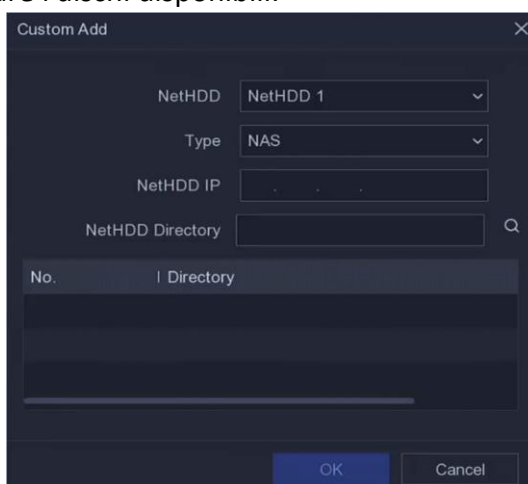 Custom Add
NetHDD NetHDD 1
Type NAS
NetHDD IP . . .
NetHDD Directory
No. Directory
OK Cancel